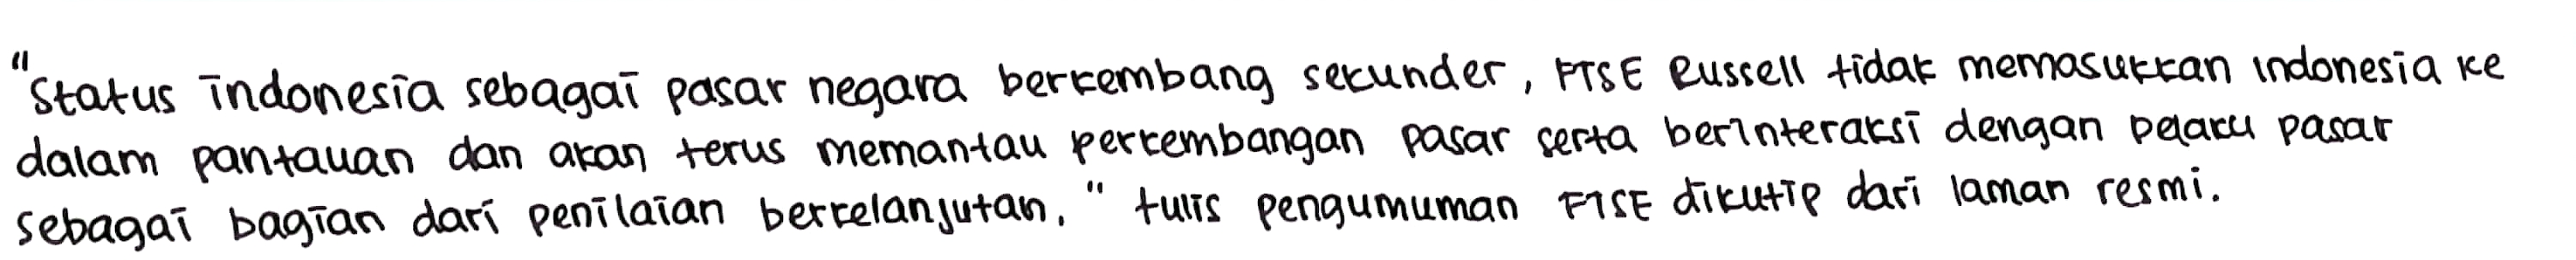 "Status indonesia sebagai pasar negara berkembang sekunder, FTSE Russell tidak memasukkan indonesia ke
dalam pantauan dan akan terus memantau perkembangan pasar serta berinteraksi dengan pelaku pasar
sebagai bagian dari penilaian berkelanjutan," tulis pengumuman FTSE dikutip dari laman resmi.